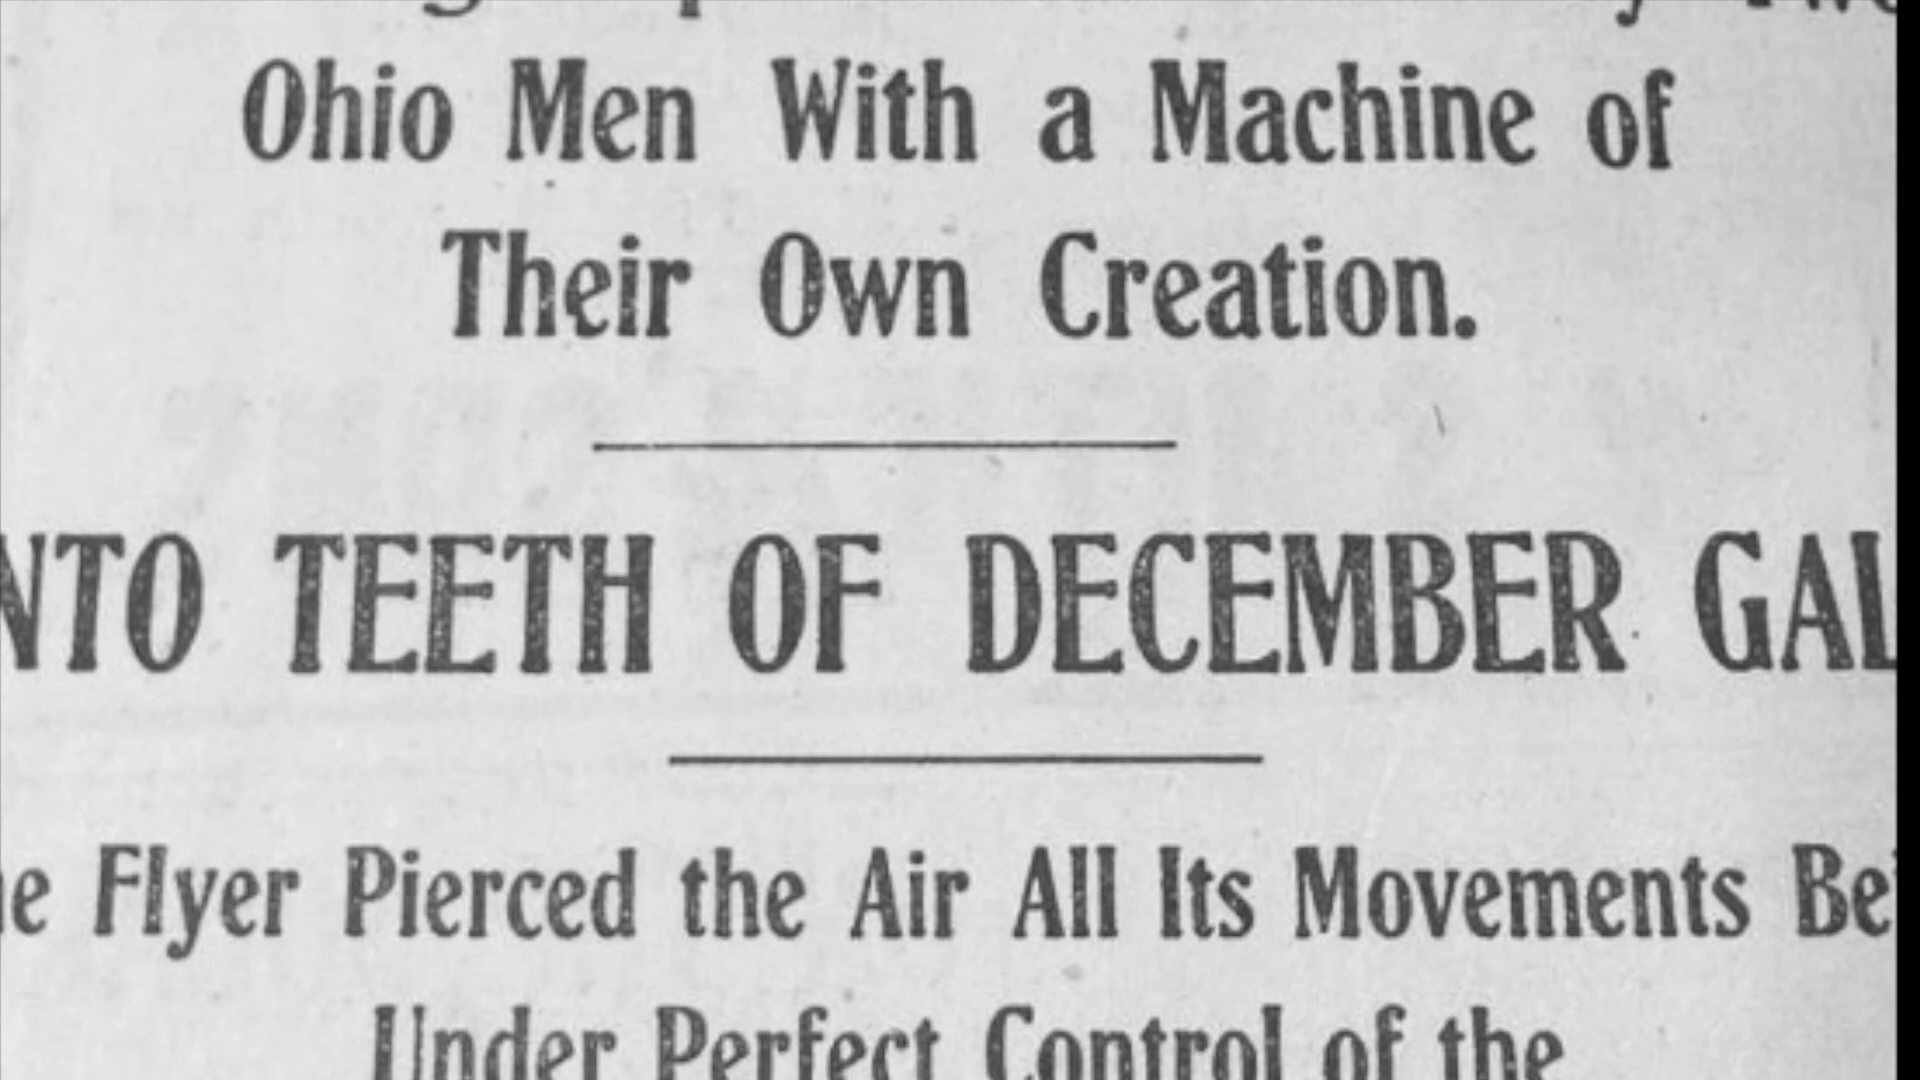 Ohio Men With a Machine of
Their Own Creation.
NTO TEETH OF DECEMBER GAL
e Flyer Pierced the Air All Its Movements Be
Under Perfect Control of the